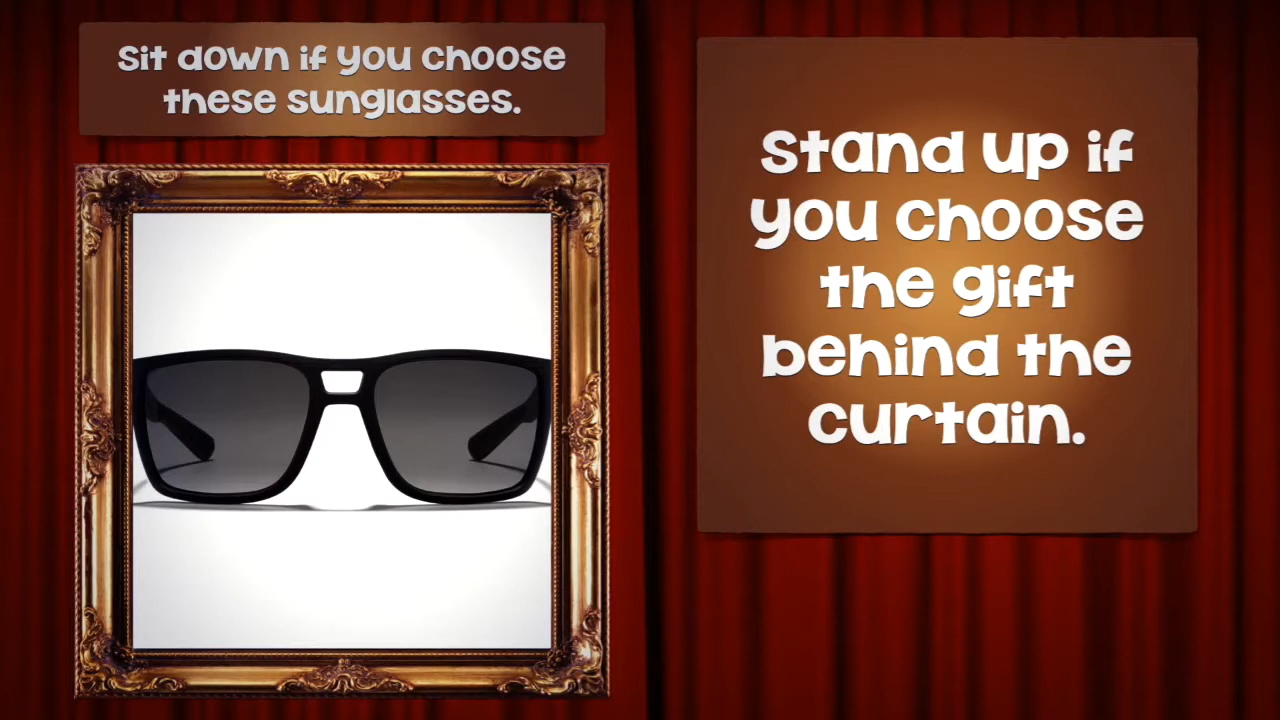 Sit down if you choose
these sunglasses.
Stand up if
you choose
the gift
behind the
curtain.